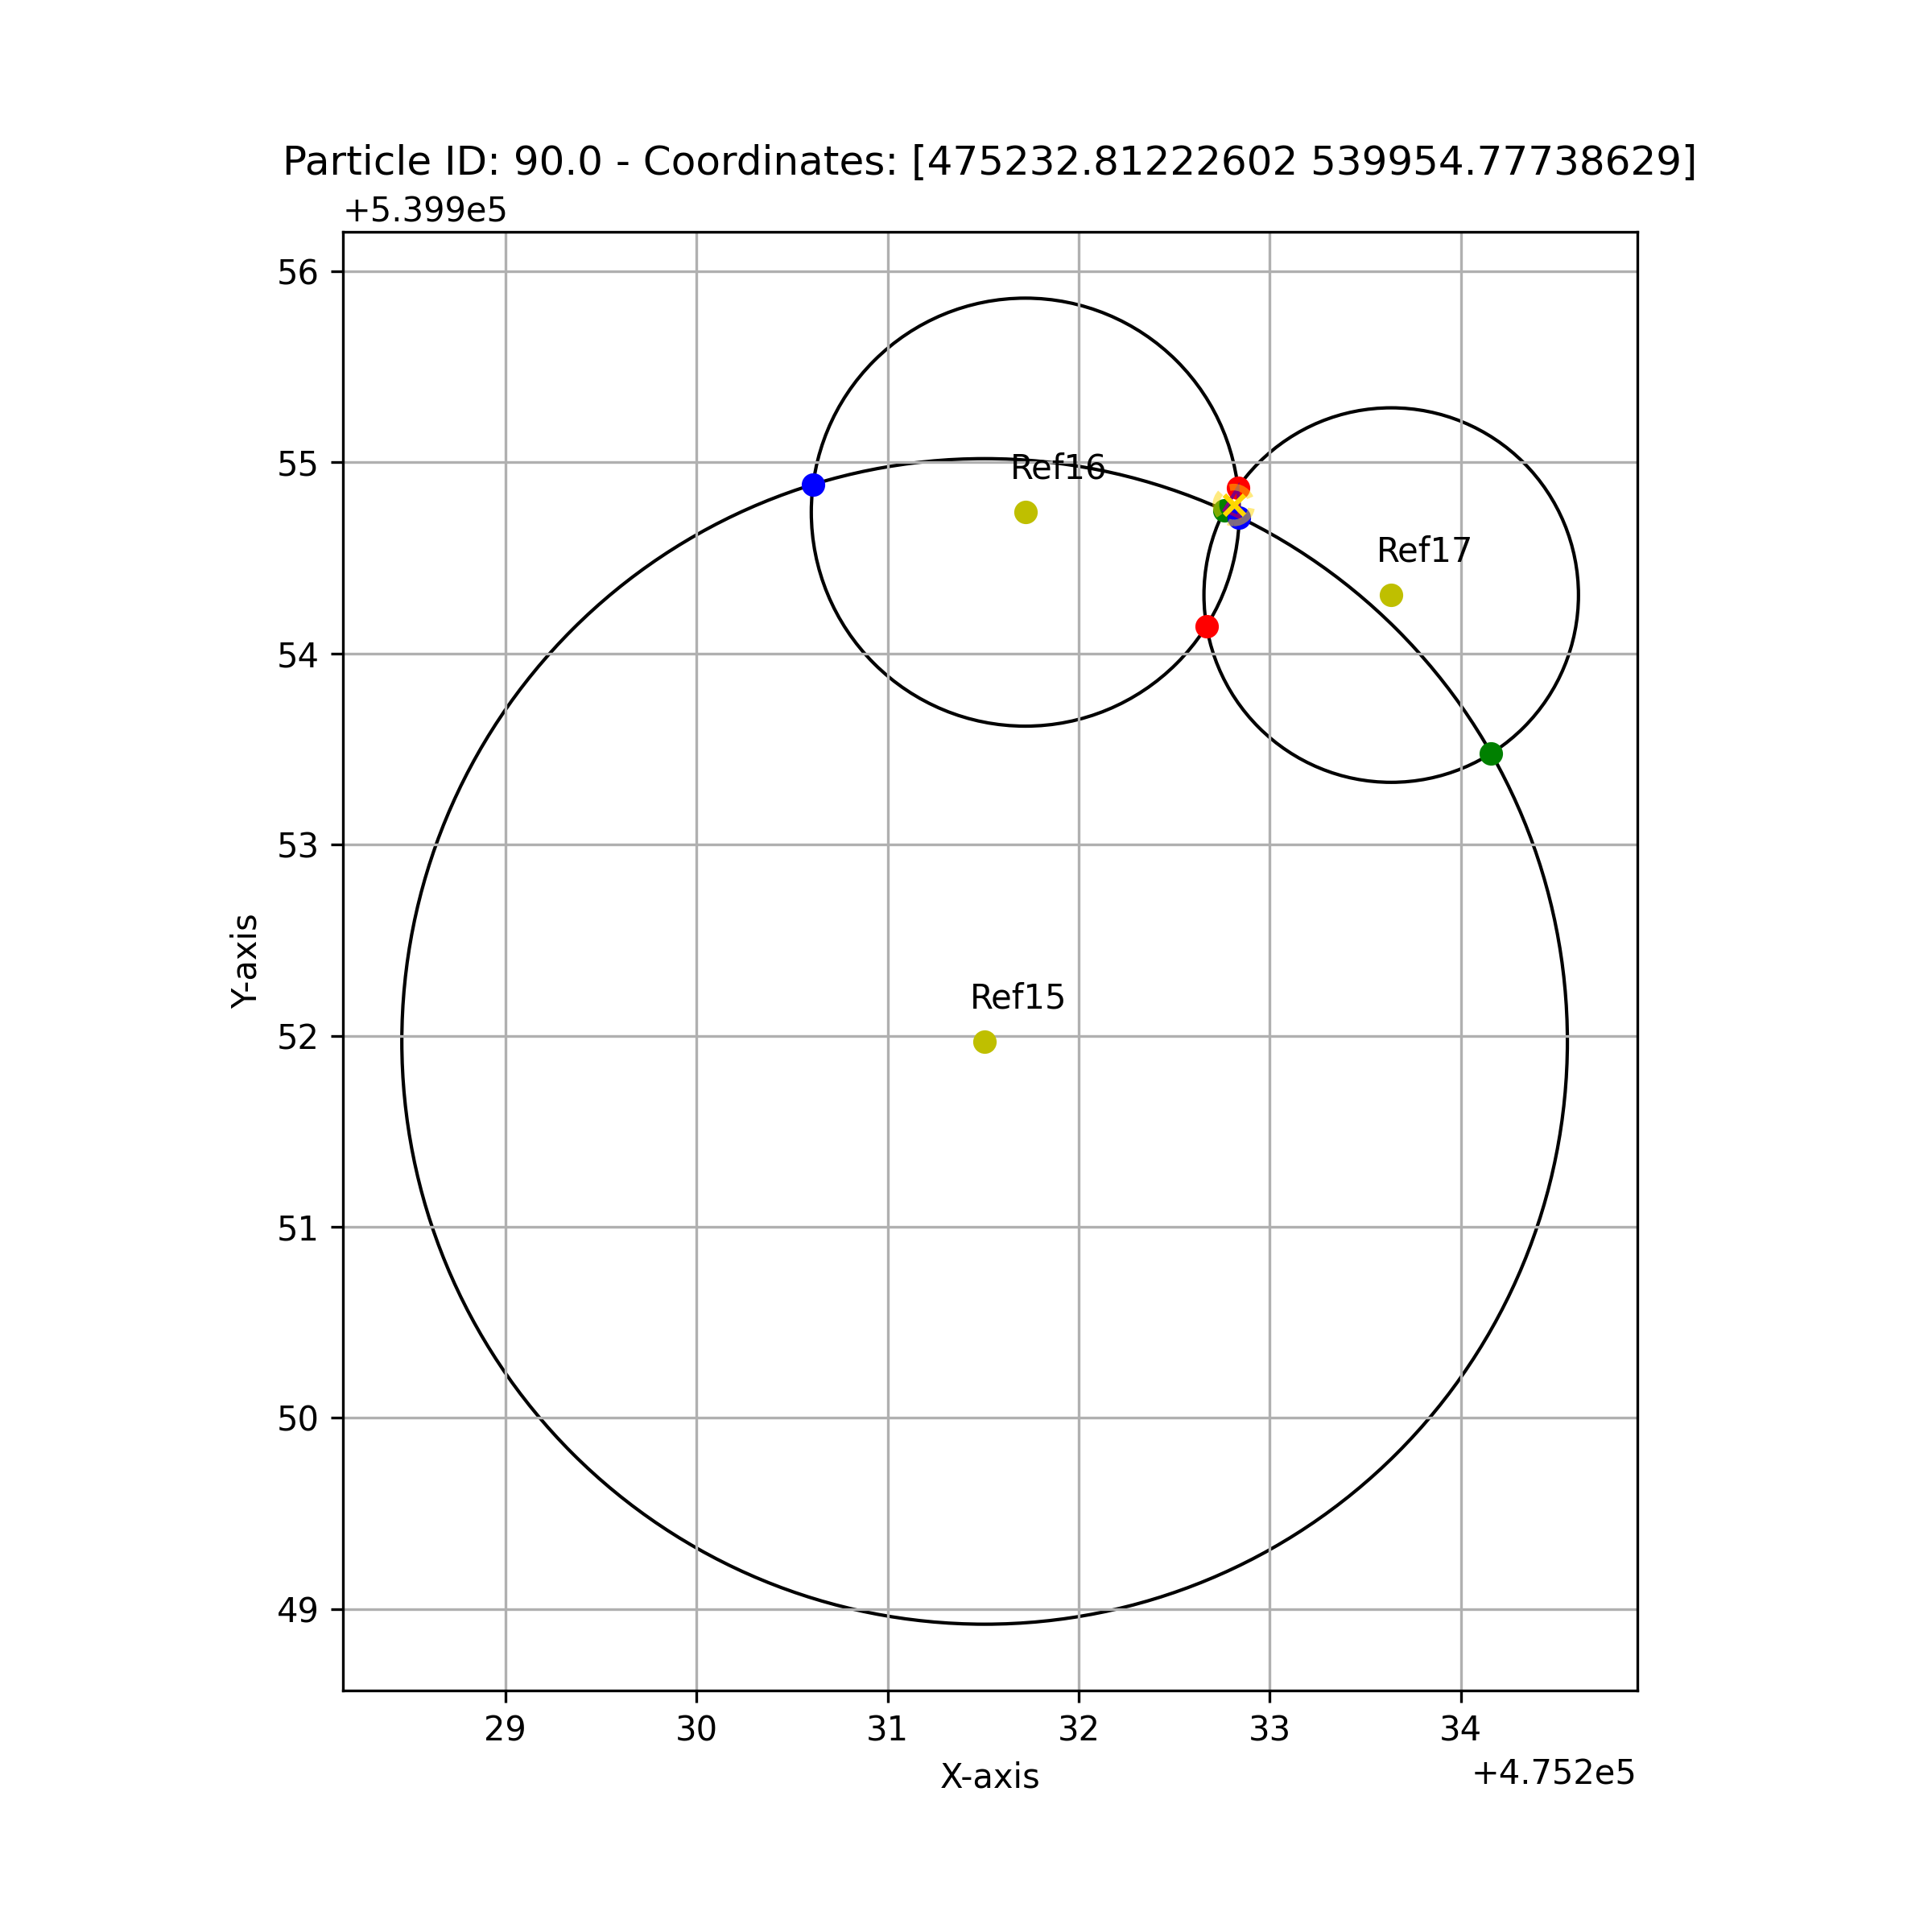 Particle ID: 90.0 - Coordinates: [475232.81222602 539954.77738629]
+5.399e5
56
55
54
53
52
51
50
49
Y-axis
Ref16
Ref17
Ref15
29 30 31 32 33 34
X-axis
+4.752e5